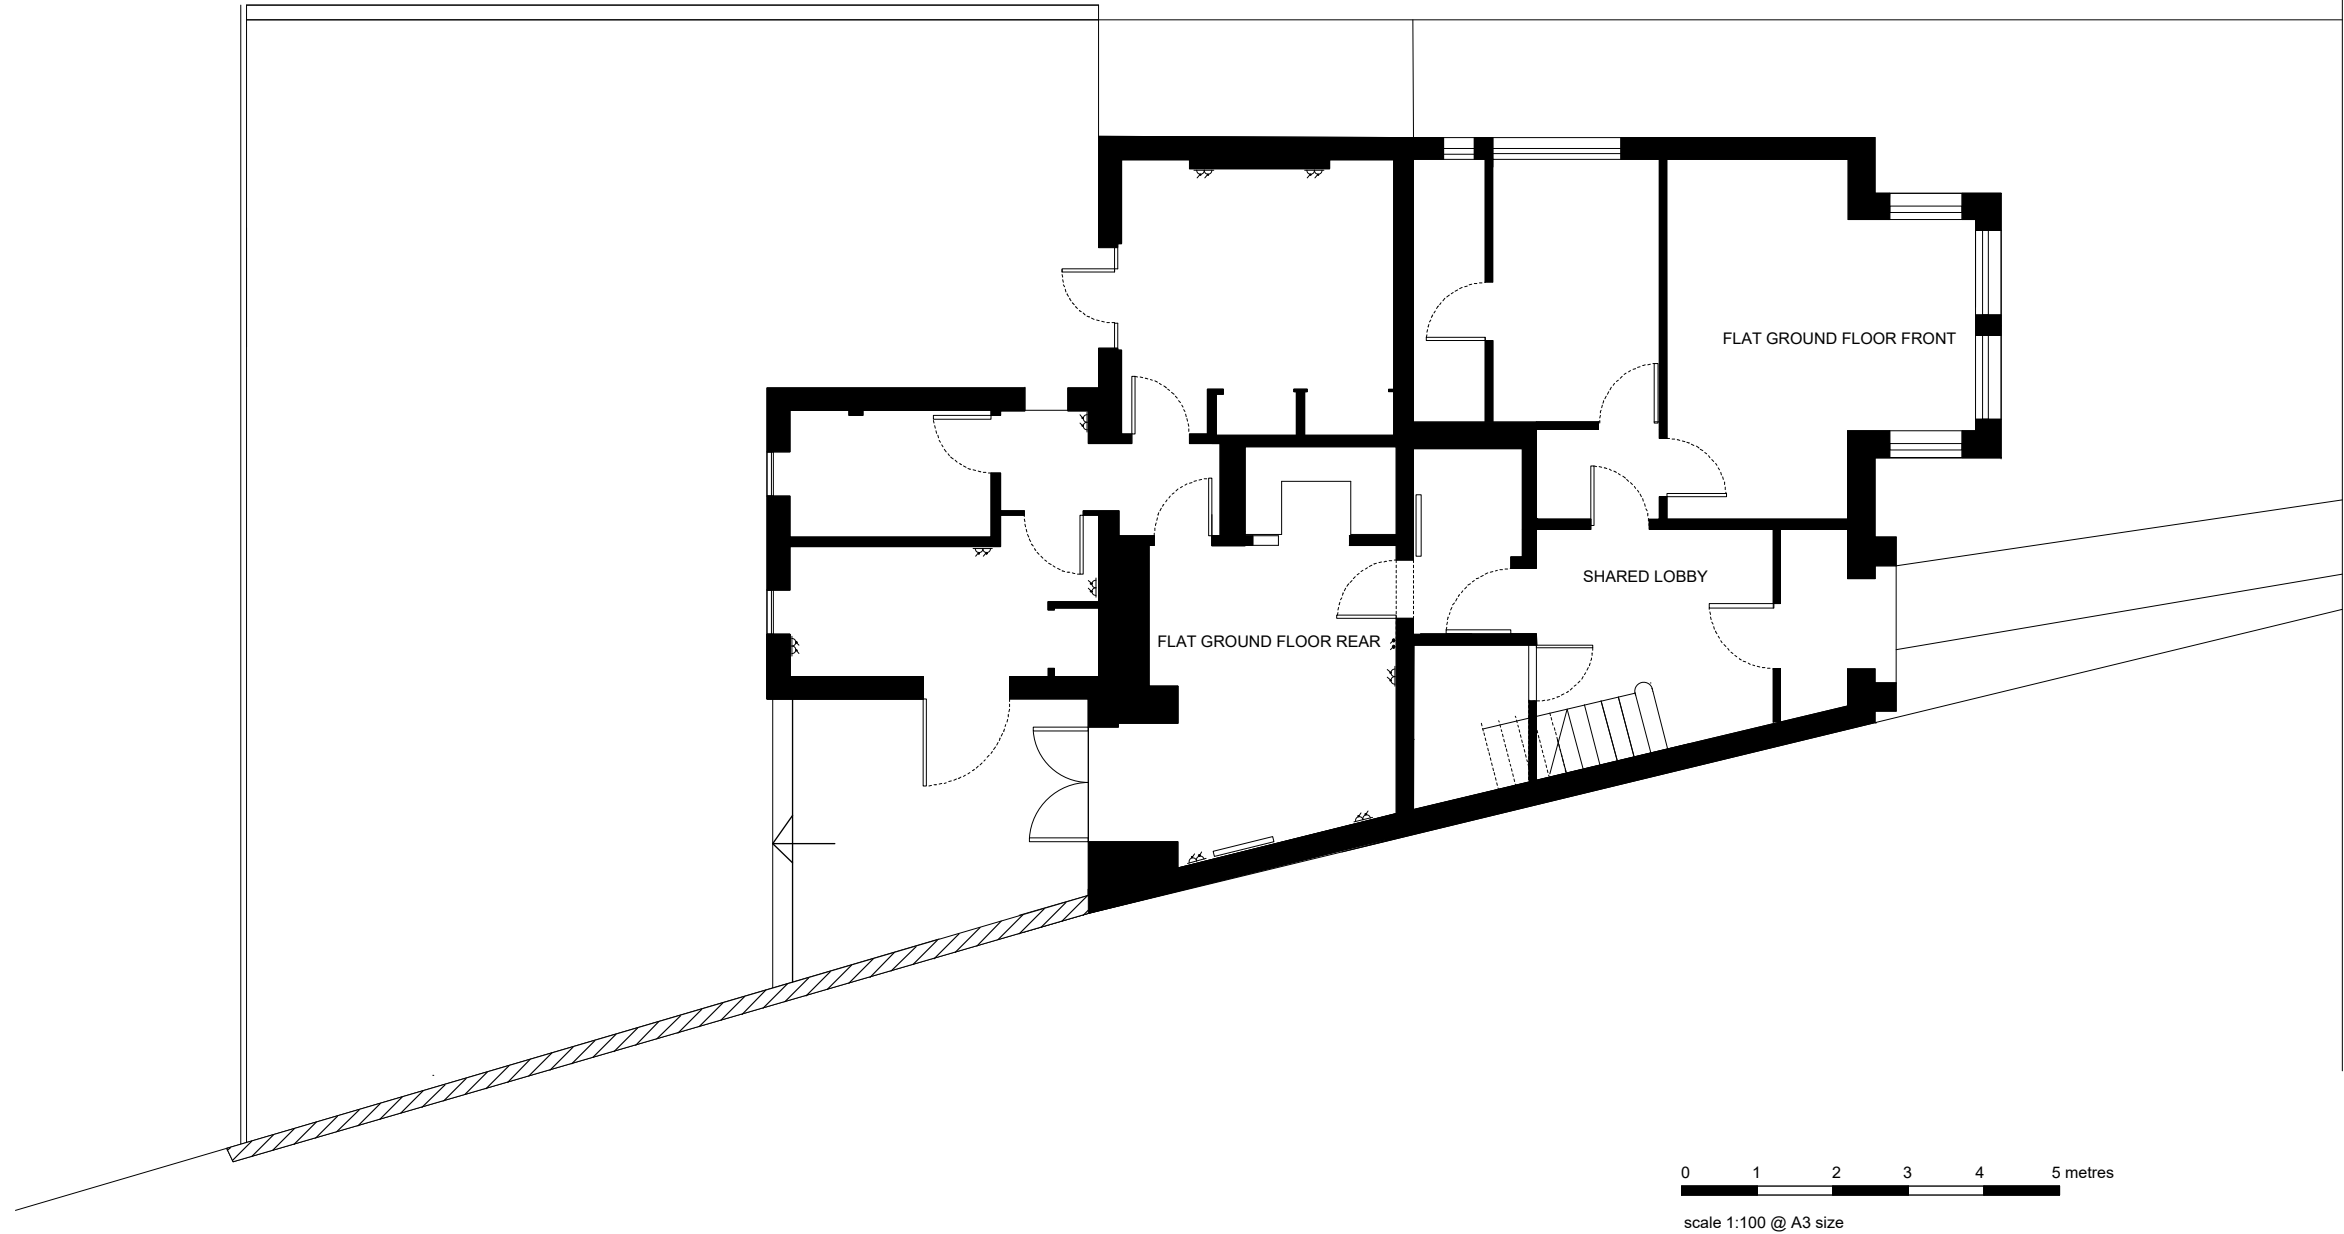 FLAT GROUND FLOOR FRONT
SHARED LOBBY
FLAT GROUND FLOOR REAR
0 1 2 3 4 5 metres
scale 1:100 @ A3 size